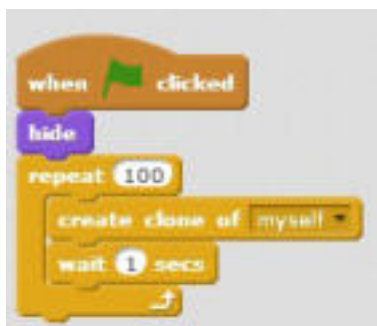 when clicked
hide
repeat 100
create clone of myself
wait 1 secs